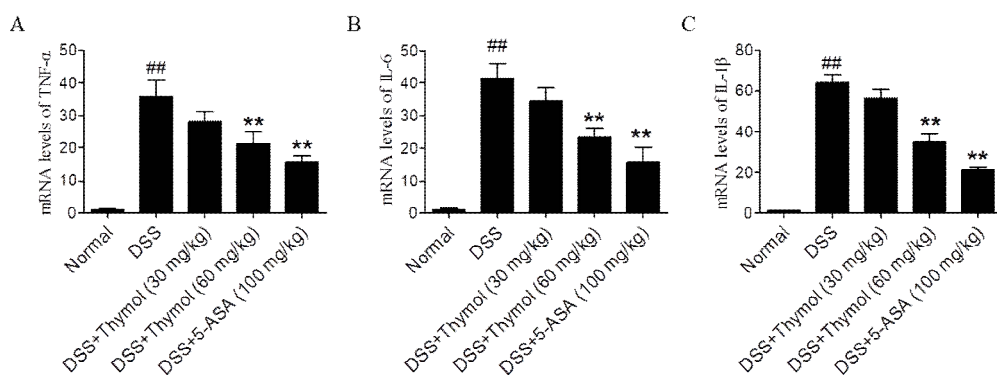 A
mRNA levels of TNF-α
50
40
30
20
10
0
##
**
**
Normal
DSS
DSS+Thymol (30 mg/kg)
DSS+Thymol (60 mg/kg)
DSS+5-ASA (100 mg/kg)
B
mRNA levels of IL-6
50
40
30
20
10
0
##
**
**
Normal
DSS
DSS+Thymol (30 mg/kg)
DSS+Thymol (60 mg/kg)
DSS+5-ASA (100 mg/kg)
C
mRNA levels of IL-1β
80
60
40
20
0
##
**
**
Normal
DSS
DSS+Thymol (30 mg/kg)
DSS+Thymol (60 mg/kg)
DSS+5-ASA (100 mg/kg)